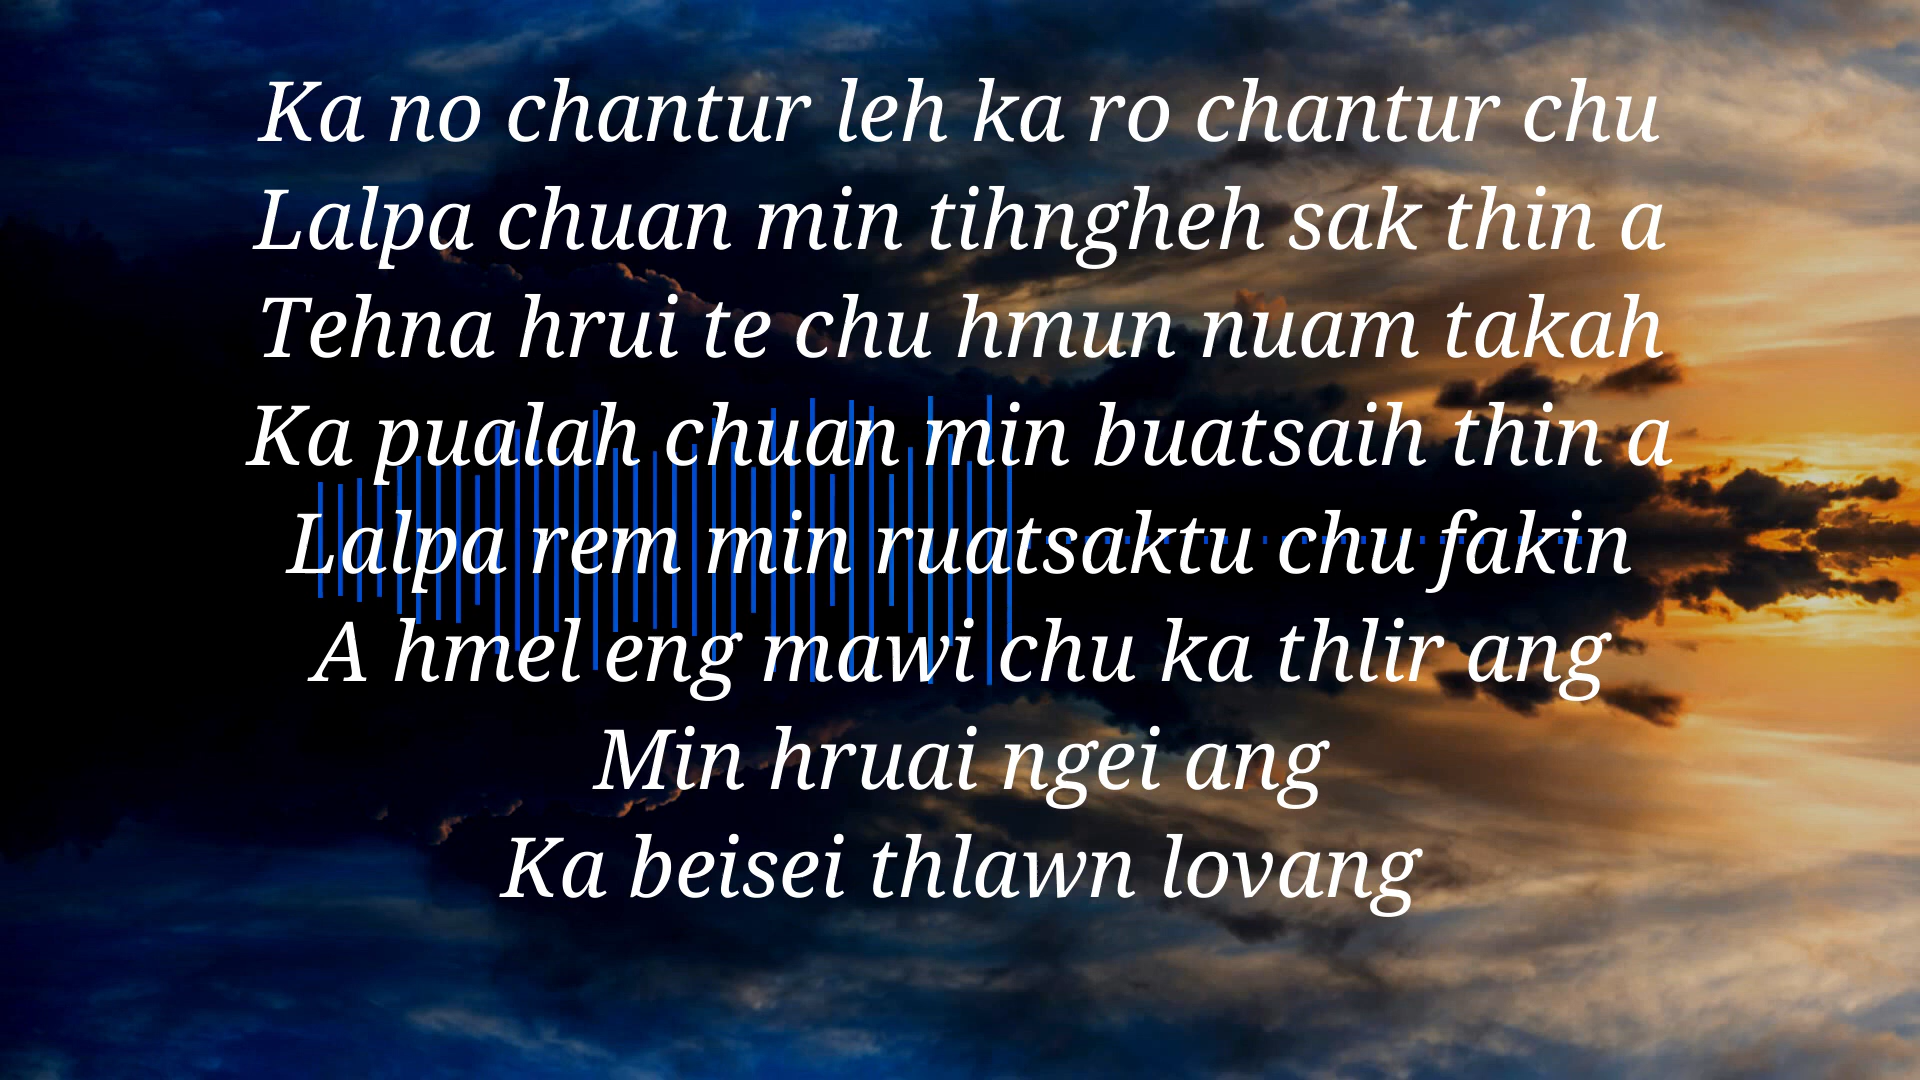 Ka no chantur leh ka ro chantur chu
Lalpa chuan min tihngheh sak thin a
Tehna hrui te chu hmun nuam takah
Ka pualah chuan min buatsaih thin a
Lalpa rem min ruatsaktu chu fakin
A hmel eng mawi chu ka thlir ang
Min hruai ngei ang
Ka beisei thlawn lovang